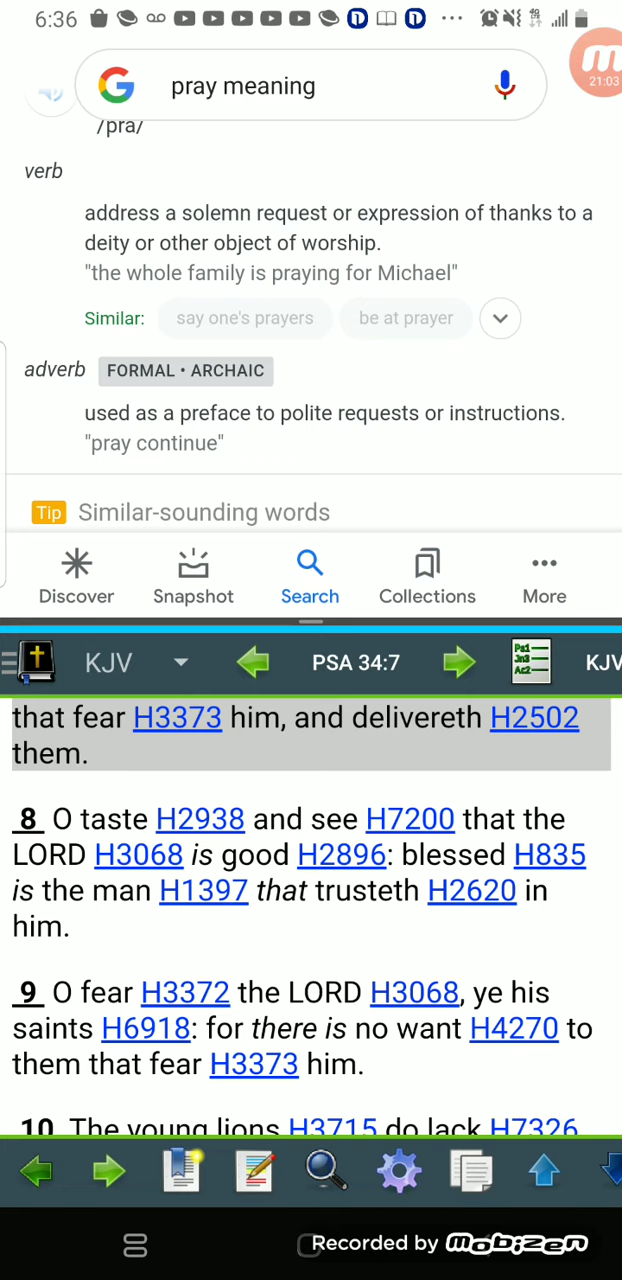 6:36
pray meaning
21:03
/prā/
verb
address a solemn request or expression of thanks to a
deity or other object of worship.
"the whole family is praying for Michael"
Similar: say one's prayers be at prayer
adverb FORMAL • ARCHAIC
used as a preface to polite requests or instructions.
"pray continue"
Tip Similar-sounding words
Discover Snapshot Search Collections More
KJV PSA 34:7 KJV
that fear H3373 him, and delivereth H2502
them.
8 O taste H2938 and see H7200 that the
LORD H3068 is good H2896: blessed H835
is the man H1397 that trusteth H2620 in
him.
9 O fear H3372 the LORD H3068, ye his
saints H6918: for there is no want H4270 to
them that fear H3373 him.
10 The young lions H3715 do lack H7326
Recorded by mobizen